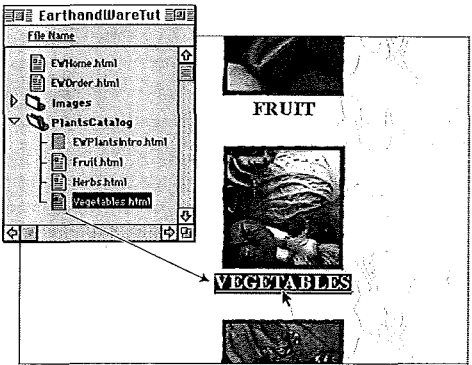 EarthandWareTut
File Name
EWHome.html
EWOrder.html
Images
PlantsCatalog
EWPlantsIntro.html
Fruit.html
Herbs.html
Vegetables.html
FRUIT
VEGETABLES